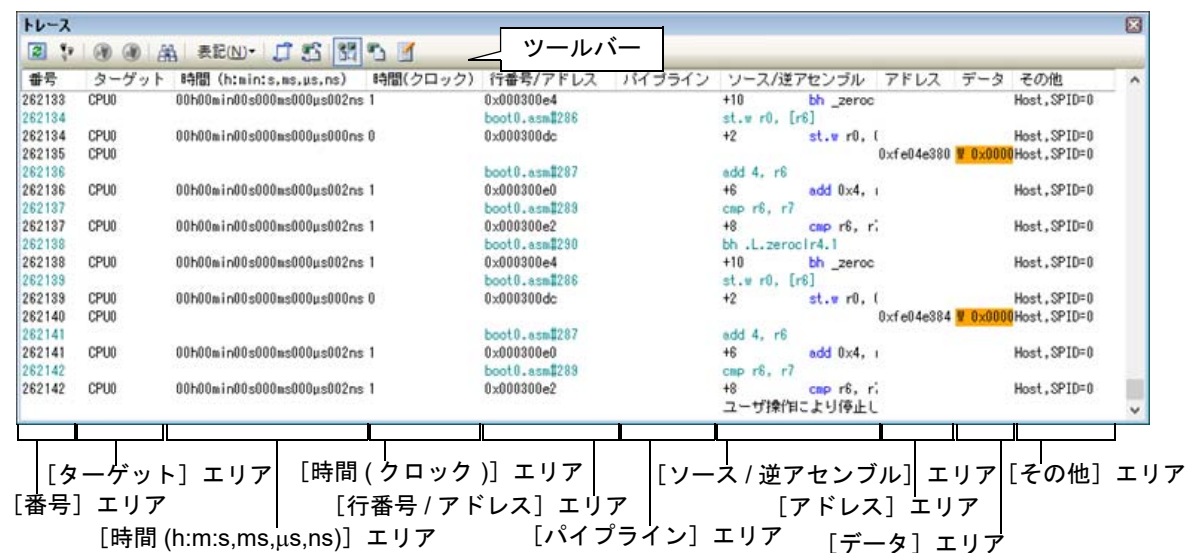 トレース
表記(N)▾ ツールバー
番号 ターゲット 時間 (h:min:s,ms,µs,ns) 時間(クロック) 行番号/アドレス パイプライン ソース/逆アセンブル アドレス データ その他
262133 CPU0 00h00min00s000ms000µs002ns 1 0x000300e4 +10 bh _zeroc Host,SPID=0
262134 boot0.asm#286 st.w r0, [r6]
262134 CPU0 00h00min00s000ms000µs000ns 0 0x000300dc +2 st.w r0, Host,SPID=0
262135 CPU0 0xfe04e380 W 0x0000 Host,SPID=0
262136 boot0.asm#287 add 4, r6
262136 CPU0 00h00min00s000ms000µs002ns 1 0x000300e0 +6 add 0x4, Host,SPID=0
262137 boot0.asm#289 cmp r6, r7
262137 CPU0 00h00min00s000ms000µs002ns 1 0x000300e2 +8 cmp r6, Host,SPID=0
262138 boot0.asm#290 bh .L.zeroclr4.1
262138 CPU0 00h00min00s000ms000µs002ns 1 0x000300e4 +10 bh _zeroc Host,SPID=0
262139 boot0.asm#286 st.w r0, [r6]
262139 CPU0 00h00min00s000ms000µs000ns 0 0x000300dc +2 st.w r0, Host,SPID=0
262140 CPU0 0xfe04e384 W 0x0000 Host,SPID=0
262141 boot0.asm#287 add 4, r6
262141 CPU0 00h00min00s000ms000µs002ns 1 0x000300e0 +6 add 0x4, Host,SPID=0
262142 boot0.asm#289 cmp r6, r7
262142 CPU0 00h00min00s000ms000µs002ns 1 0x000300e2 +8 cmp r6, Host,SPID=0
ユーザ操作により停止し
［ターゲット］エリア ［時間 ( クロック )］エリア ［ソース / 逆アセンブル］エリア ［その他］エリア
［番号］エリア ［行番号 / アドレス］エリア ［アドレス］エリア
［時間 (h:m:s,ms,µs,ns)］エリア ［パイプライン］エリア ［データ］エリア